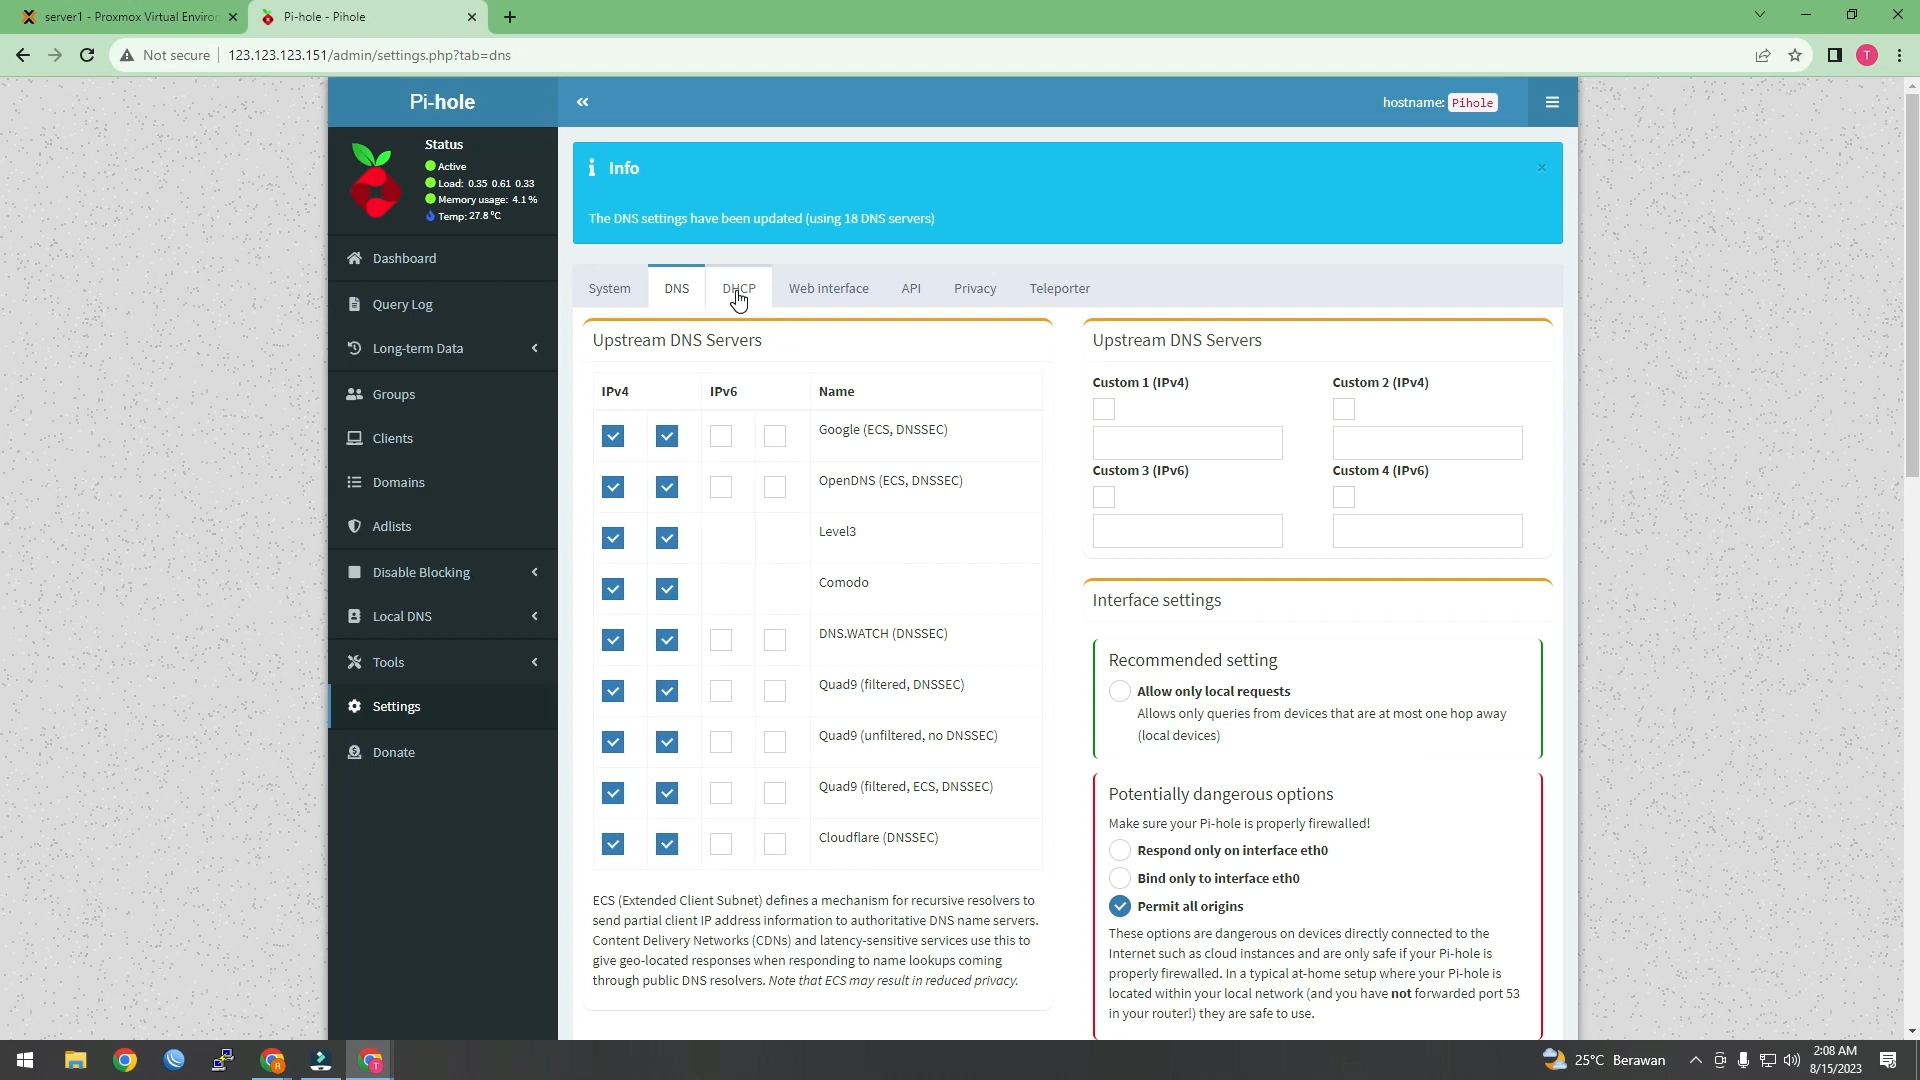 server1 - Proxmox Virtual Enviro
Pi-hole - Pihole
Not secure
123.123.123.151/admin/settings.php?tab=dns
T
Pi-hole
hostname: Pihole
Status
Active
Load: 0.35 0.61 0.33
Memory usage: 4.1 %
Temp: 27.8 °C
Dashboard
Query Log
Long-term Data
Groups
Clients
Domains
Adlists
Disable Blocking
Local DNS
Tools
Settings
Donate
Info
The DNS settings have been updated (using 18 DNS servers)
System
DNS
DHCP
Web interface
API
Privacy
Teleporter
Upstream DNS Servers
IPv4
IPv6
Name
Google (ECS, DNSSEC)
OpenDNS (ECS, DNSSEC)
Level3
Comodo
DNS.WATCH (DNSSEC)
Quad9 (filtered, DNSSEC)
Quad9 (unfiltered, no DNSSEC)
Quad9 (filtered, ECS, DNSSEC)
Cloudflare (DNSSEC)
ECS (Extended Client Subnet) defines a mechanism for recursive resolvers to
send partial client IP address information to authoritative DNS name servers.
Content Delivery Networks (CDNs) and latency-sensitive services use this to
give geo-located responses when responding to name lookups coming
through public DNS resolvers. Note that ECS may result in reduced privacy.
Upstream DNS Servers
Custom 1 (IPv4)
Custom 2 (IPv4)
Custom 3 (IPv6)
Custom 4 (IPv6)
Interface settings
Recommended setting
Allow only local requests
Allows only queries from devices that are at most one hop away
(local devices)
Potentially dangerous options
Make sure your Pi-hole is properly firewalled!
Respond only on interface eth0
Bind only to interface eth0
Permit all origins
These options are dangerous on devices directly connected to the
Internet such as cloud instances and are only safe if your Pi-hole is
properly firewalled. In a typical at-home setup where your Pi-hole is
located within your local network (and you have not forwarded port 53
in your router!) they are safe to use.
25°C Berawan
2:08 AM
8/15/2023